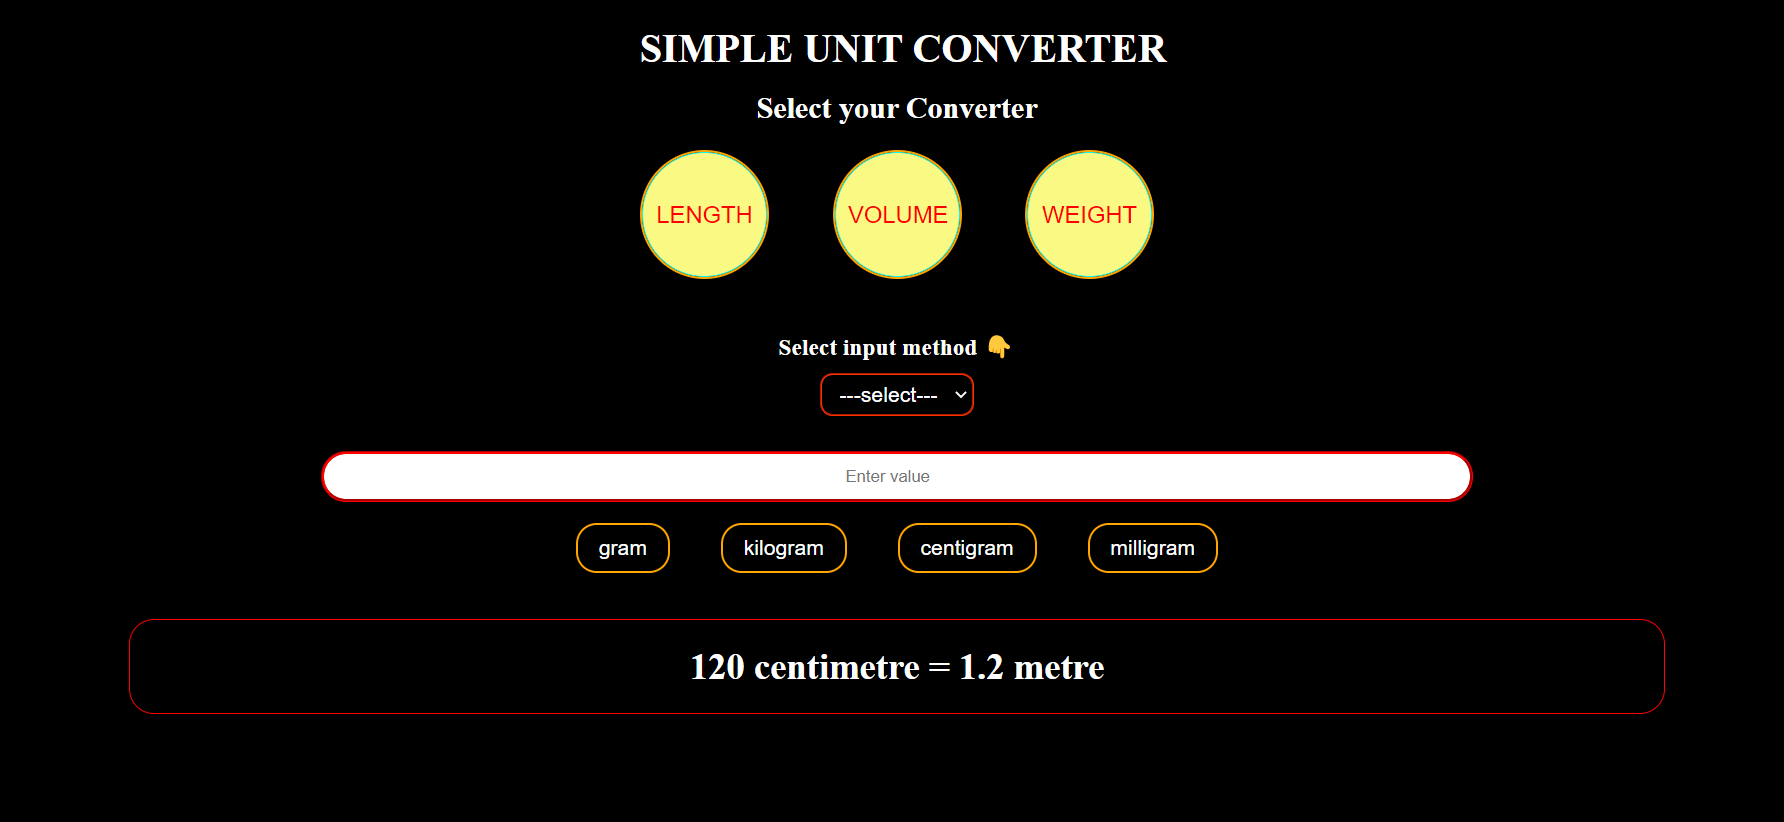 SIMPLE UNIT CONVERTER
Select your Converter
LENGTH VOLUME WEIGHT
Select input method 👇
---select---
Enter value
gram kilogram centigram milligram
120 centimetre = 1.2 metre